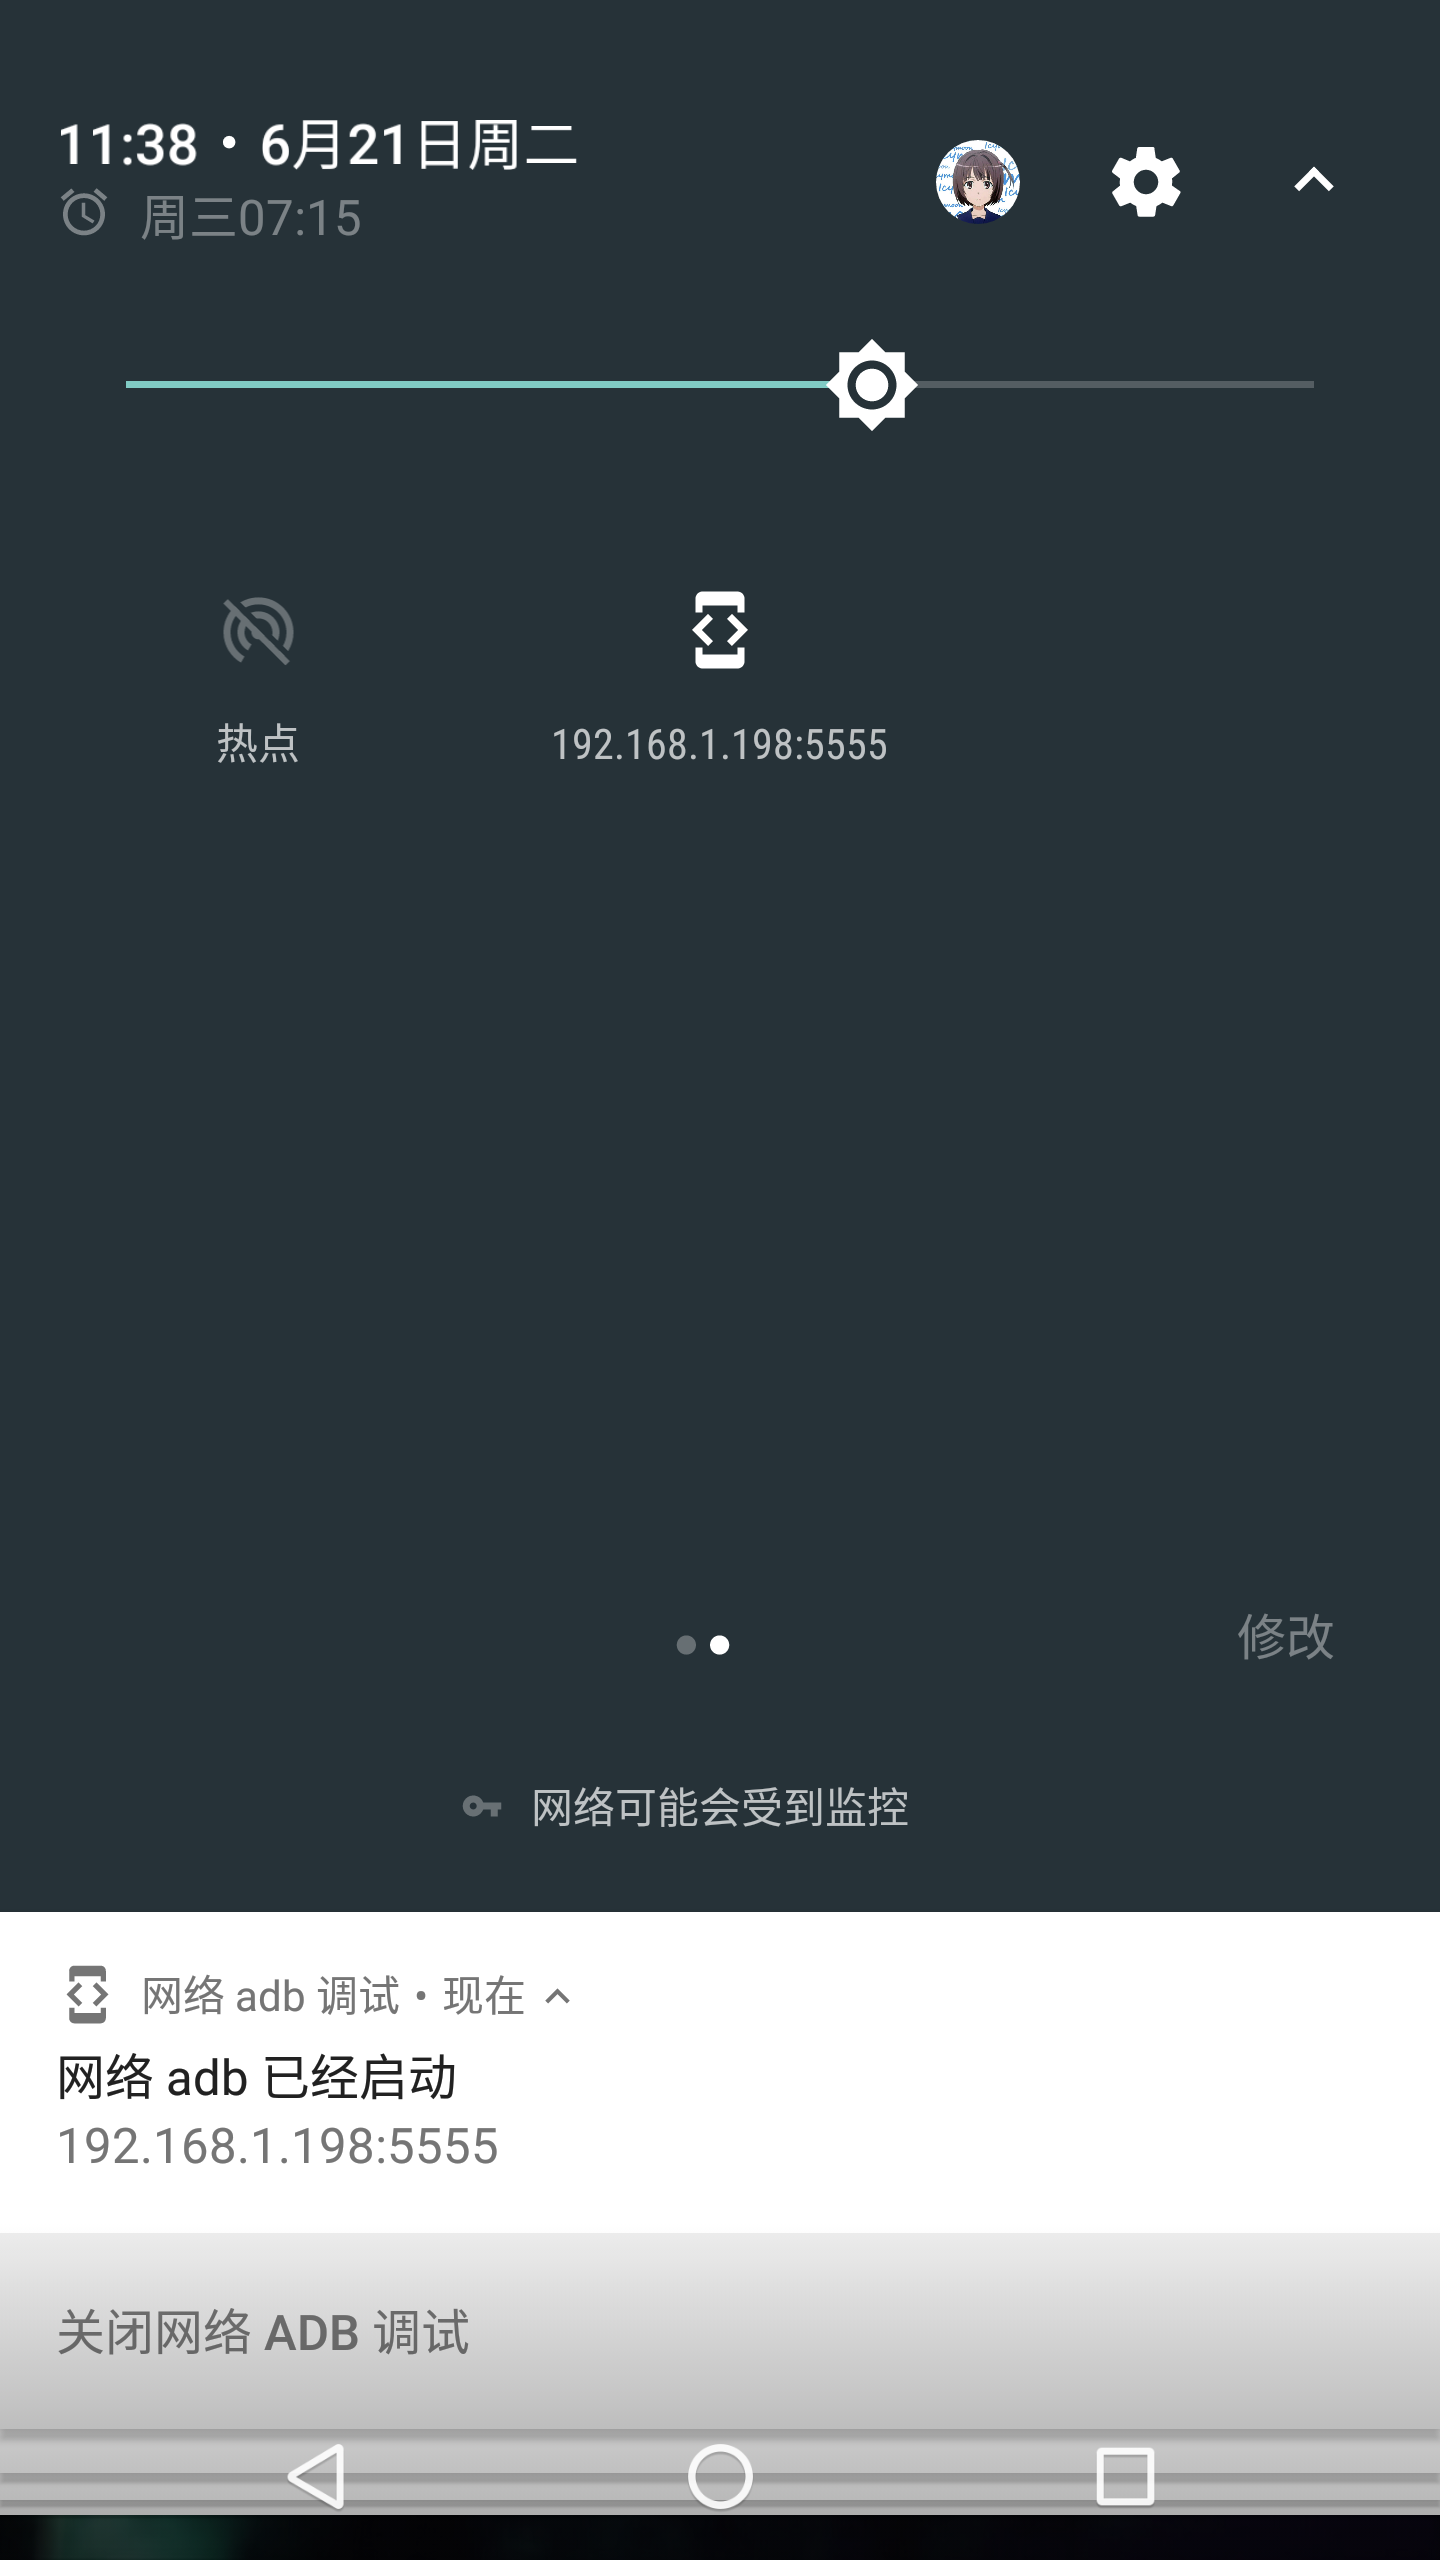 11:38 • 6月21日周二
周三07:15
热点
192.168.1.198:5555
修改
网络可能会受到监控
网络 adb 调试 • 现在
网络 adb 已经启动
192.168.1.198:5555
关闭网络 ADB 调试